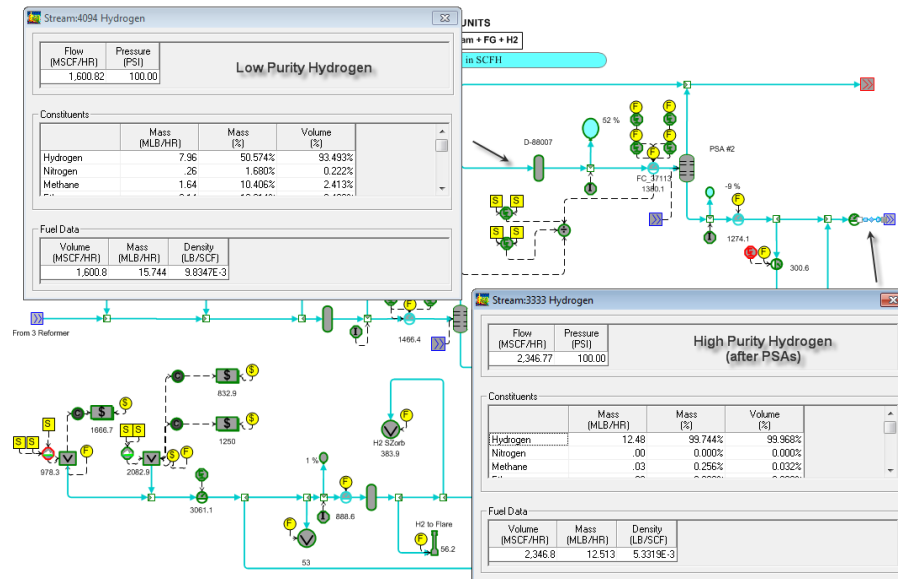 Stream:4094 Hydrogen
Flow (MSCF/HR) Pressure (PSI)
1,600.82 100.00
Low Purity Hydrogen
Constituents
Mass (MLB/HR) Mass (%) Volume (%)
Hydrogen 7.96 50.574% 93.493%
Nitrogen .26 1.680% 0.222%
Methane 1.64 10.406% 2.413%
Fuel Data
Volume (MSCF/HR) Mass (MLB/HR) Density (LB/SCF)
1,600.8 15.744 9.8347E-3
UNITS
am + FG + H2
in SCFH
52 %
D-88007
F F
F F
F
PSA #2
FC_37113
1380.1
I
-9 %
F
S S
S S
+
I
1274.1
F
300.6
From 3 Reformer
I
F
1466.4
Stream:3333 Hydrogen
Flow (MSCF/HR) Pressure (PSI)
2,346.77 100.00
High Purity Hydrogen
(after PSAs)
Constituents
Mass (MLB/HR) Mass (%) Volume (%)
Hydrogen 12.48 99.744% 99.968%
Nitrogen .00 0.000% 0.000%
Methane .03 0.256% 0.032%
Fuel Data
Volume (MSCF/HR) Mass (MLB/HR) Density (LB/SCF)
2,346.8 12.513 5.3319E-3
C $ $
832.9
C $ $
1666.7
S
S S
S S
$
1250
F
H2 SZorb
383.9
V F
978.3
V $ F
2082.9
3061.1
1 %
F
I
888.6
F
V
53
H2 to Flare
F
56.2